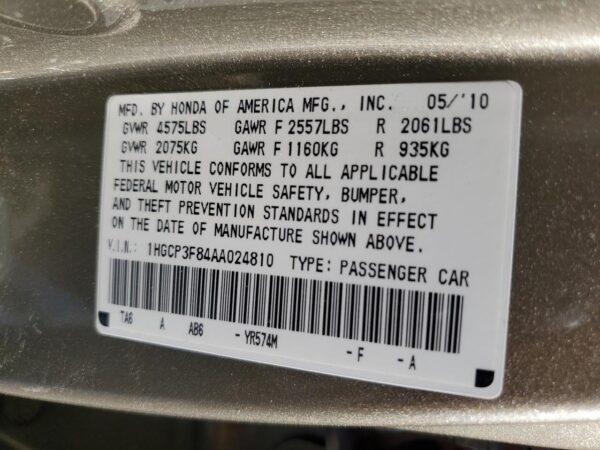 MFD. BY HONDA OF AMERICA MFG., INC. 05/'10
GVWR 4575LBS GAWR F 2557LBS R 2061LBS
GVWR 2075KG GAWR F 1160KG R 935KG
THIS VEHICLE CONFORMS TO ALL APPLICABLE
FEDERAL MOTOR VEHICLE SAFETY, BUMPER,
AND THEFT PREVENTION STANDARDS IN EFFECT
ON THE DATE OF MANUFACTURE SHOWN ABOVE.
V.I.N.: 1HGCP3F84AA024810 TYPE: PASSENGER CAR
TA6 A AB6 - YR574M - F - A